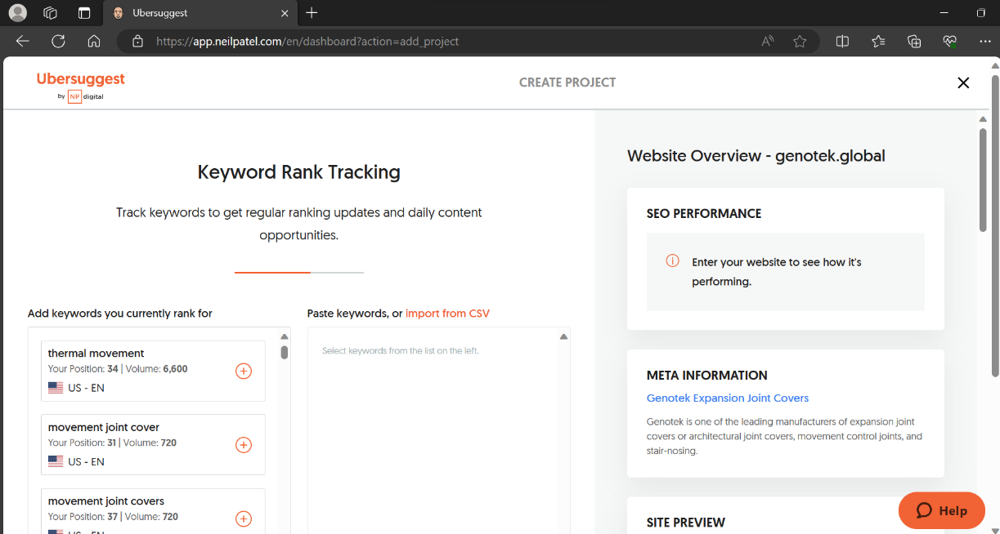 Ubersuggest
https://app.neilpatel.com/en/dashboard?action=add_project
Ubersuggest
by NP digital
CREATE PROJECT
Keyword Rank Tracking
Track keywords to get regular ranking updates and daily content
opportunities.
Add keywords you currently rank for
thermal movement
Your Position: 34 | Volume: 6,600
US - EN
movement joint cover
Your Position: 31 | Volume: 720
US - EN
movement joint covers
Your Position: 37 | Volume: 720
US - EN
Paste keywords, or import from CSV
Select keywords from the list on the left.
Website Overview - genotek.global
SEO PERFORMANCE
Enter your website to see how it's
performing.
META INFORMATION
Genotek Expansion Joint Covers
Genotek is one of the leading manufacturers of expansion joint
covers or architectural joint covers, movement control joints, and
stair-nosing.
SITE PREVIEW
Help